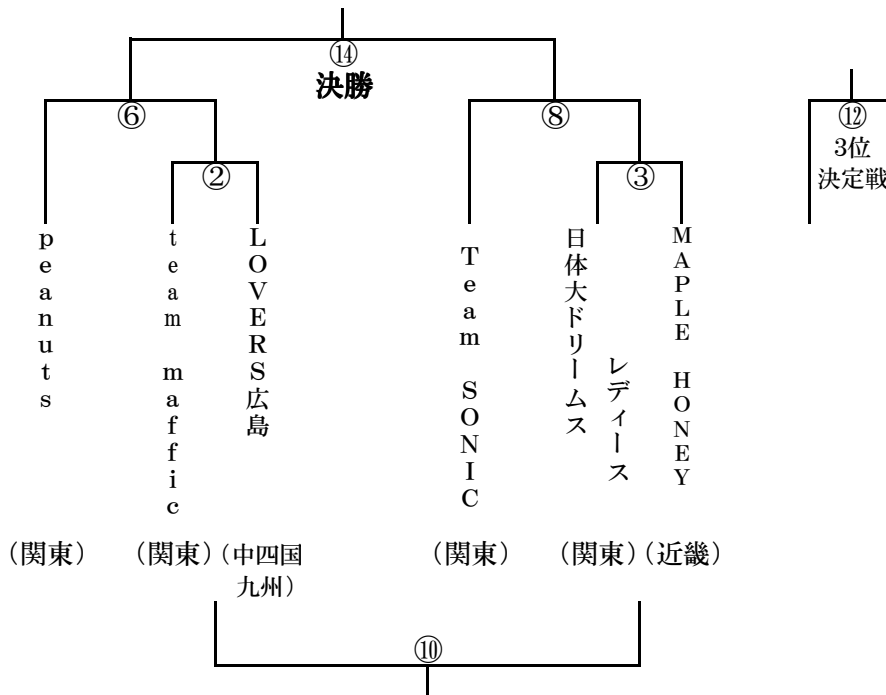 ⑭
決勝
⑥
⑧
⑫
3位
決定戦
②
③
peanuts
team maffic
LOVERS広島
Team SONIC
日体大ドリームス
レディース
MAPLE HONEY
（関東）
（関東）
（中四国
九州）
（関東）
（関東）
（近畿）
⑩